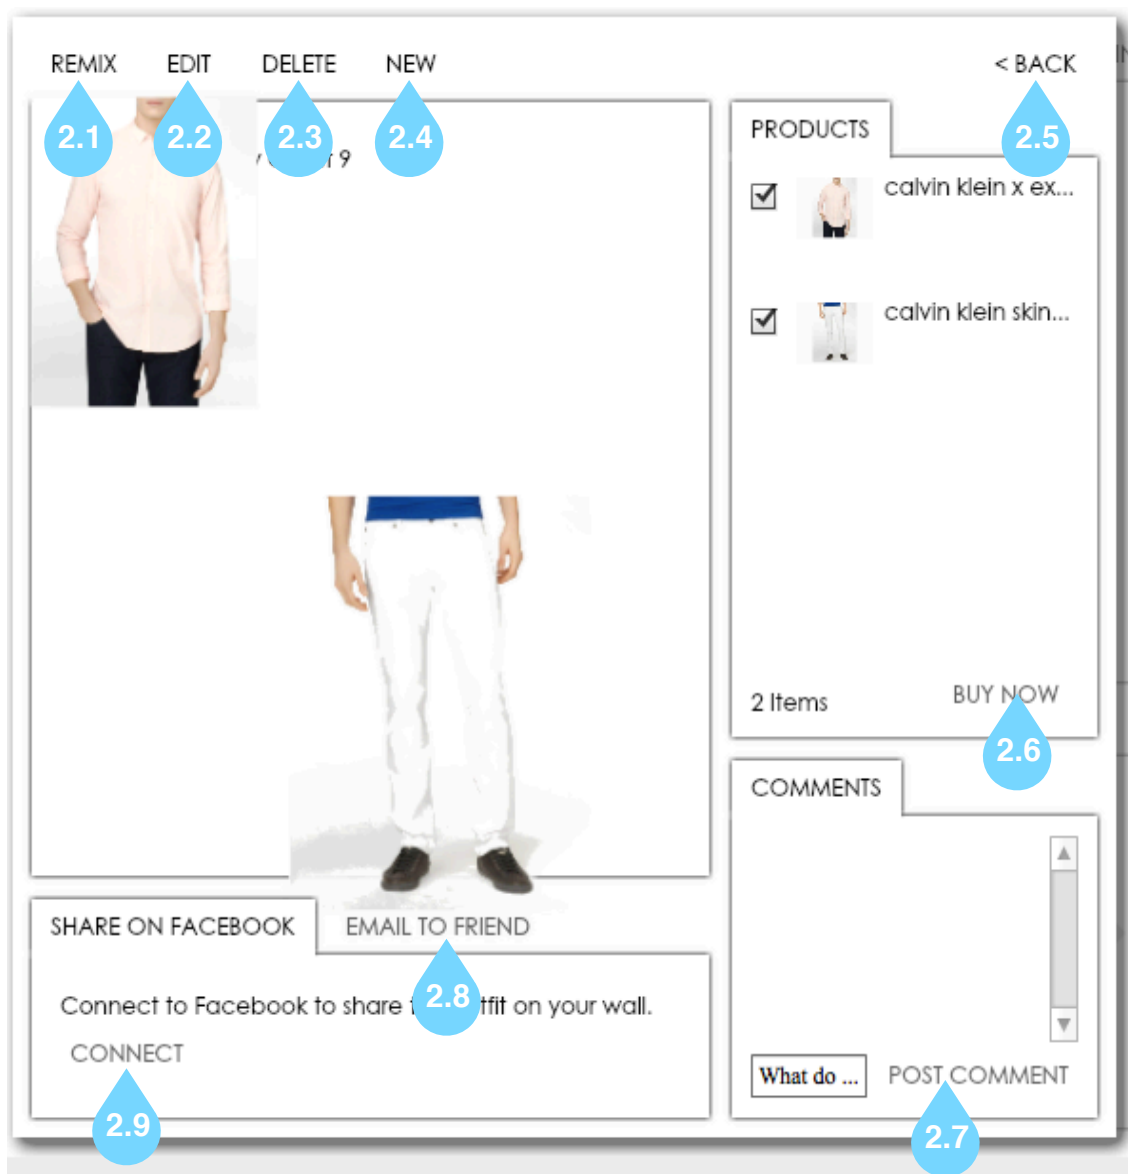 REMIX EDIT DELETE NEW < BACK
2.1 2.2 2.3 2.4 2.5
9
PRODUCTS
calvin klein x ex...
calvin klein skin...
2 Items BUY NOW
2.6
COMMENTS
What do ... POST COMMENT
2.7
SHARE ON FACEBOOK EMAIL TO FRIEND
2.8
Connect to Facebook to share on your wall.
CONNECT
2.9